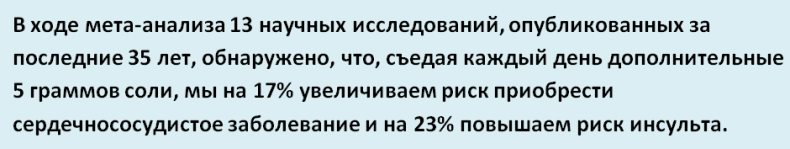 В ходе мета-анализа 13 научных исследований, опубликованных за
последние 35 лет, обнаружено, что, съедая каждый день дополнительные
5 граммов соли, мы на 17% увеличиваем риск приобрести
сердечнососудистое заболевание и на 23% повышаем риск инсульта.